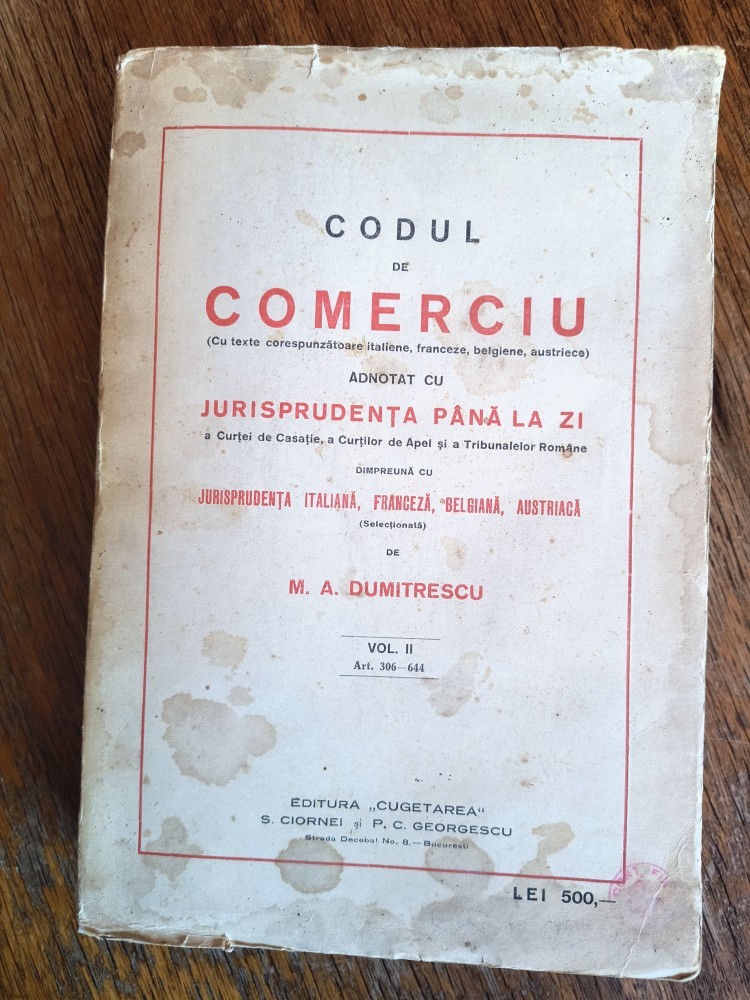 CODUL
DE
COMERCIU
(Cu texte corespunzătoare italiene, franceze, belgiene, austriece)
ADNOTAT CU
JURISPRUDENȚA PÂNĂ LA ZI
a Curței de Casație, a Curților de Apel și a Tribunalelor Române
DIMPREUNĂ CU
JURISPRUDENȚA ITALIANĂ, FRANCEZĂ, BELGIANĂ, AUSTRIACĂ
(Selecționată)
DE
M. A. DUMITRESCU
VOL. II
Art. 306—644
EDITURA „CUGETAREA“
S. CIORNEI și P. C. GEORGESCU
Strada Decebal No. 8.—București
LEI 500,—